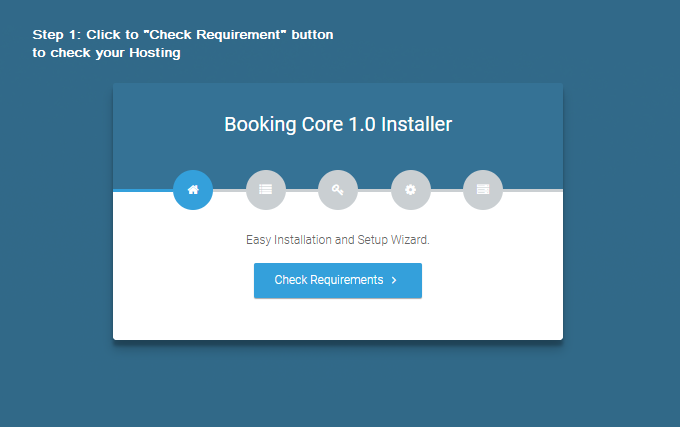 Step 1: Click to "Check Requirement" button
to check your Hosting
Booking Core 1.0 Installer
Easy Installation and Setup Wizard.
Check Requirements